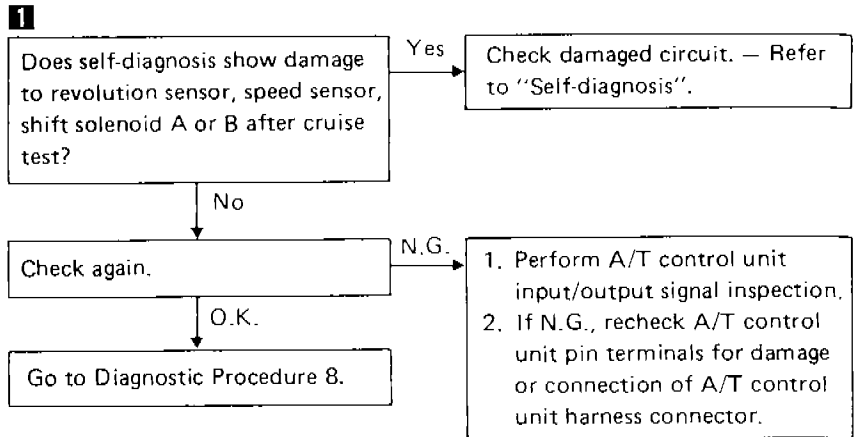 1
Does self-diagnosis show damage
to revolution sensor, speed sensor,
shift solenoid A or B after cruise
test?
Yes
Check damaged circuit. — Refer
to "Self-diagnosis".
No
Check again.
N.G.
1. Perform A/T control unit
input/output signal inspection.
2. If N.G., recheck A/T control
unit pin terminals for damage
or connection of A/T control
unit harness connector.
O.K.
Go to Diagnostic Procedure 8.